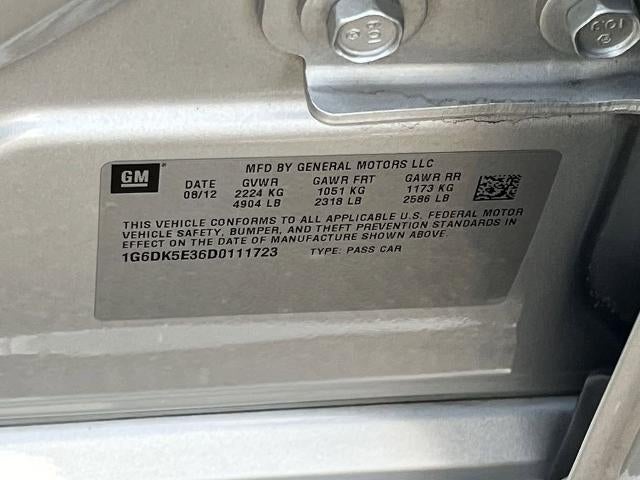 GM
MFD BY GENERAL MOTORS LLC
DATE GVWR GAWR FRT GAWR RR
08/12 2224 KG 1051 KG 1173 KG
4904 LB 2318 LB 2586 LB
THIS VEHICLE CONFORMS TO ALL APPLICABLE U.S. FEDERAL MOTOR
VEHICLE SAFETY, BUMPER, AND THEFT PREVENTION STANDARDS IN
EFFECT ON THE DATE OF MANUFACTURE SHOWN ABOVE.
1G6DK5E36D0111723 TYPE: PASS CAR